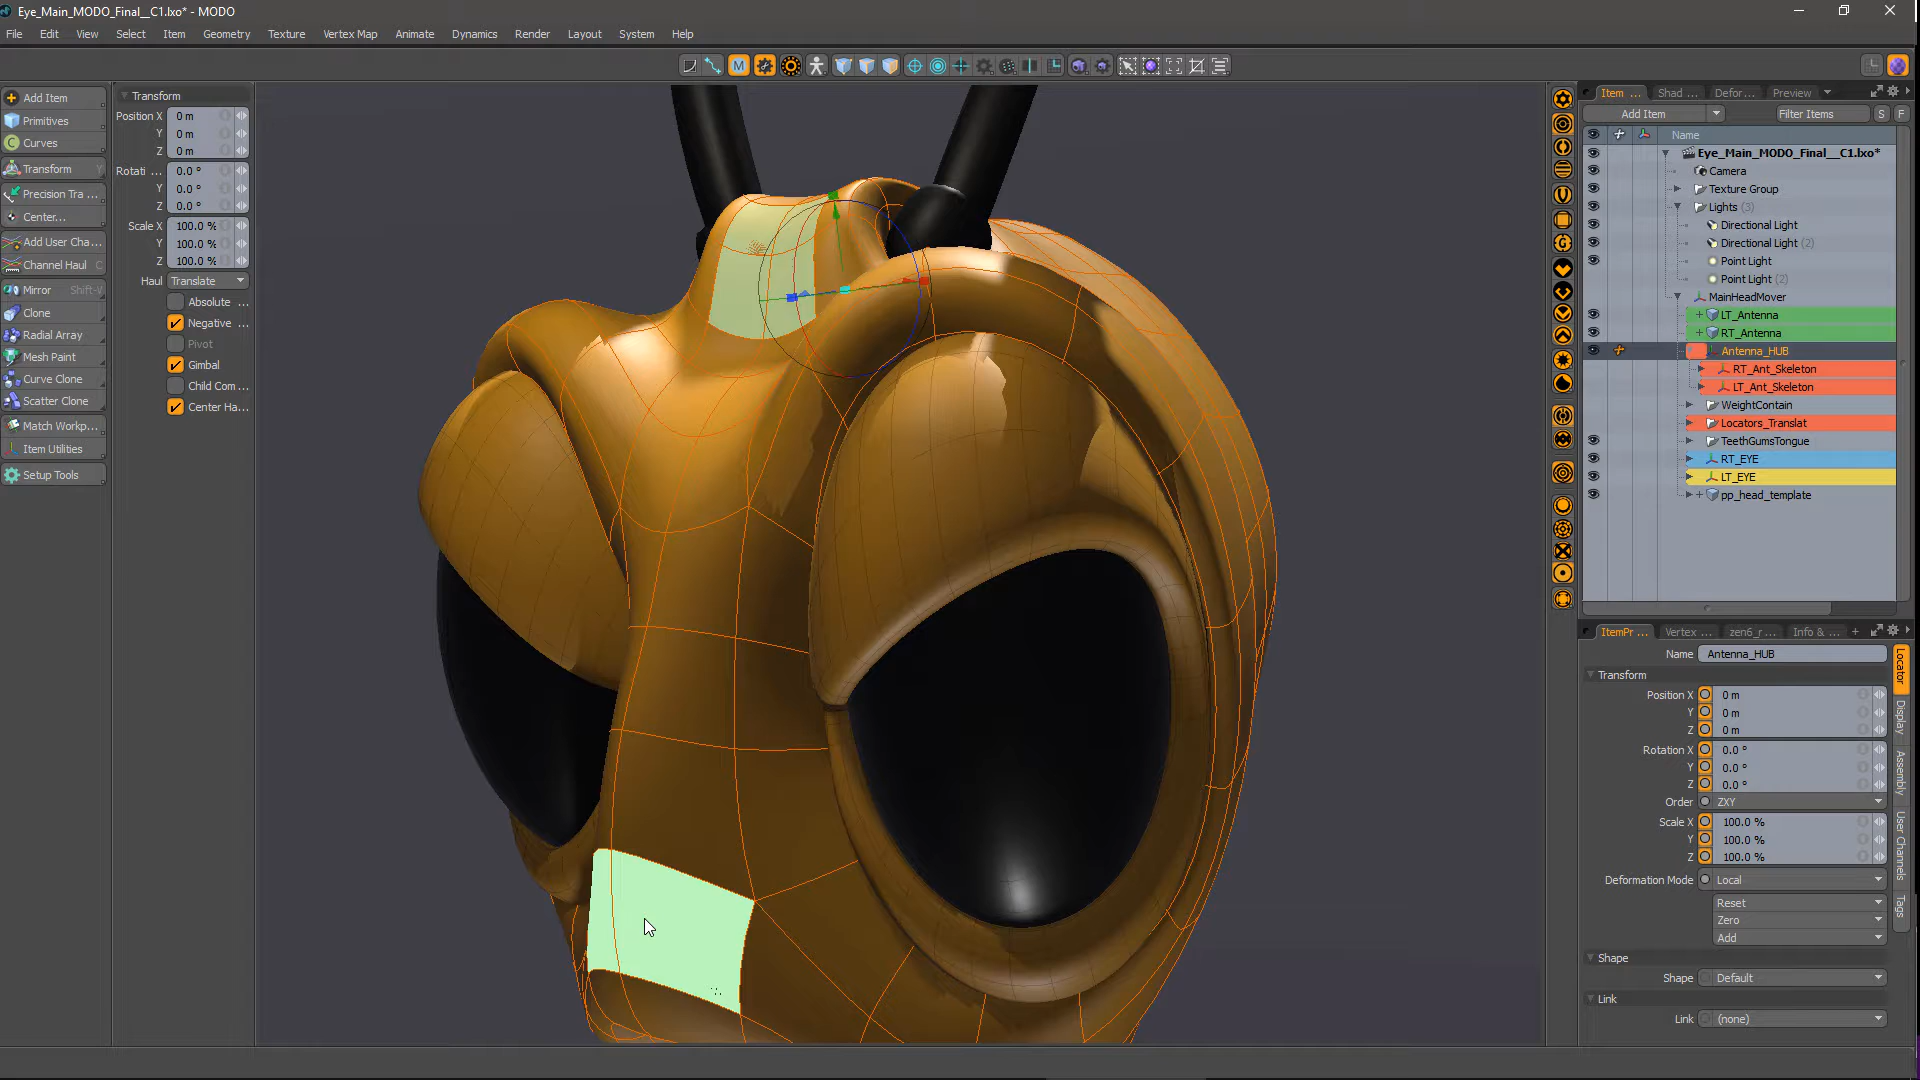 Eye_Main_MODO_Final__C1.lxo* - MODO
File Edit View Select Item Geometry Texture Vertex Map Animate Dynamics Render Layout System Help
Add Item
Primitives
Curves
Transform Y
Precision Tra ...
Center...
Add User Cha...
Channel Haul C
Mirror Shift-V
Clone
Radial Array
Mesh Paint
Curve Clone
Scatter Clone
Match Workp...
Item Utilities
Setup Tools
Transform
Position X 0 m
Y 0 m
Z 0 m
Rotati ... 0.0 °
Y 0.0 °
Z 0.0 °
Scale X 100.0 %
Y 100.0 %
Z 100.0 %
Haul Translate
Absolute ...
Negative ...
Pivot
Gimbal
Child Com ...
Center Ha...
Item ... Shad ... Defor... Preview
Add Item Filter Items S F
Name
Eye_Main_MODO_Final__C1.lxo*
Camera
Texture Group
Lights (3)
Directional Light
Directional Light (2)
Point Light
Point Light (2)
MainHeadMover
LT_Antenna
RT_Antenna
Antenna_HUB
RT_Ant_Skeleton
LT_Ant_Skeleton
WeightContain
Locators_Translat
TeethGumsTongue
RT_EYE
LT_EYE
pp_head_template
ItemPr ... Vertex ... zen6_r ... Info & ... +
Name Antenna_HUB
Transform
Position X 0 m
Y 0 m
Z 0 m
Rotation X 0.0 °
Y 0.0 °
Z 0.0 °
Order ZXY
Scale X 100.0 %
Y 100.0 %
Z 100.0 %
Deformation Mode Local
Reset
Zero
Add
Shape
Shape Default
Link
Link (none)
Locator
Display
Assembly
User Channels
Tags